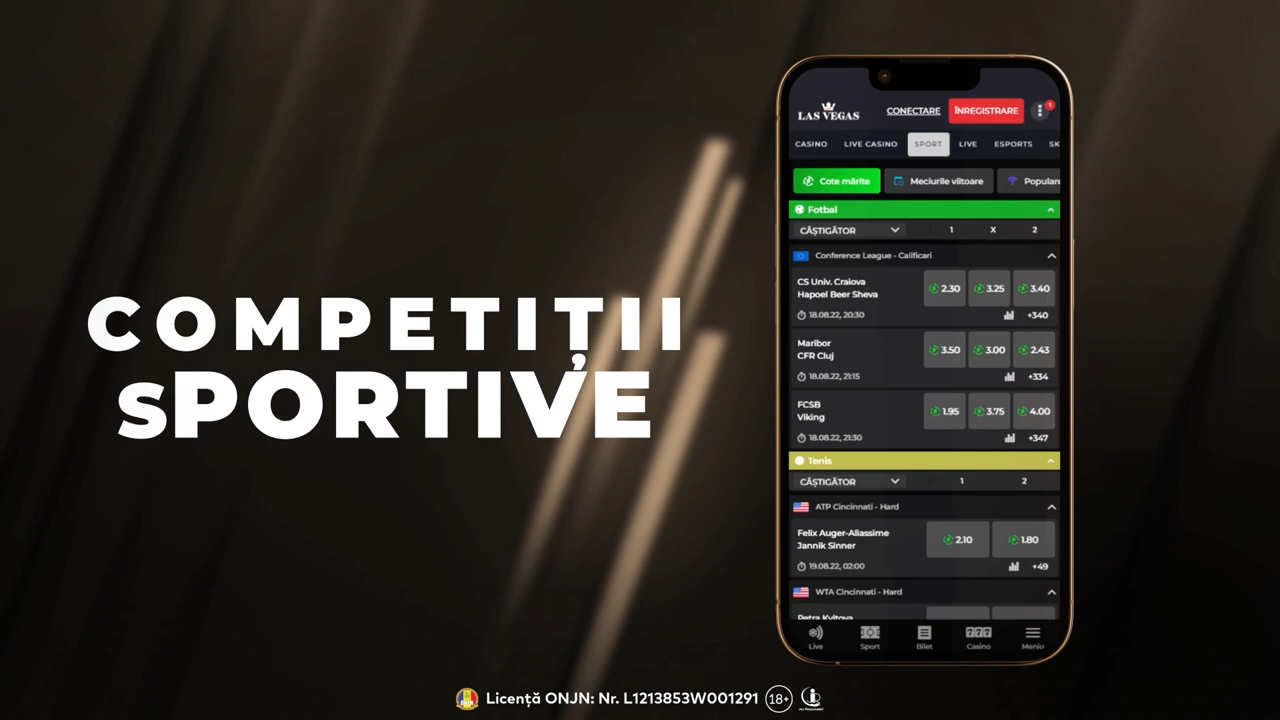 COMPETIȚII
sPORTIVE
LAS VEGAS
CONECTARE
ÎNREGISTRARE
1
CASINO LIVE CASINO SPORT LIVE ESPORTS SK
Cote mărite Meciurile viitoare Populare
Fotbal
CÂȘTIGĂTOR 1 X 2
Conference League - Calificari
CS Univ. Craiova
Hapoel Beer Sheva
2.30 3.25 3.40
18.08.22, 20:30 +340
Maribor
CFR Cluj
3.50 3.00 2.43
18.08.22, 21:15 +334
FCSB
Viking
1.95 3.75 4.00
18.08.22, 21:30 +347
Tenis
CÂȘTIGĂTOR 1 2
ATP Cincinnati - Hard
Felix Auger-Aliassime
Jannik Sinner
2.10 1.80
19.08.22, 02:00 +49
WTA Cincinnati - Hard
Petra Kvitova
Live Sport Bilet Casino Meniu
Licență ONJN: Nr. L1213853W001291 18+